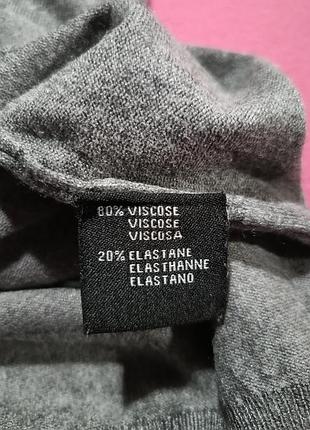 80% VISCOSE
VISCOSE
VISCOSA
20% ELASTANE
ELASTHANNE
ELASTANO